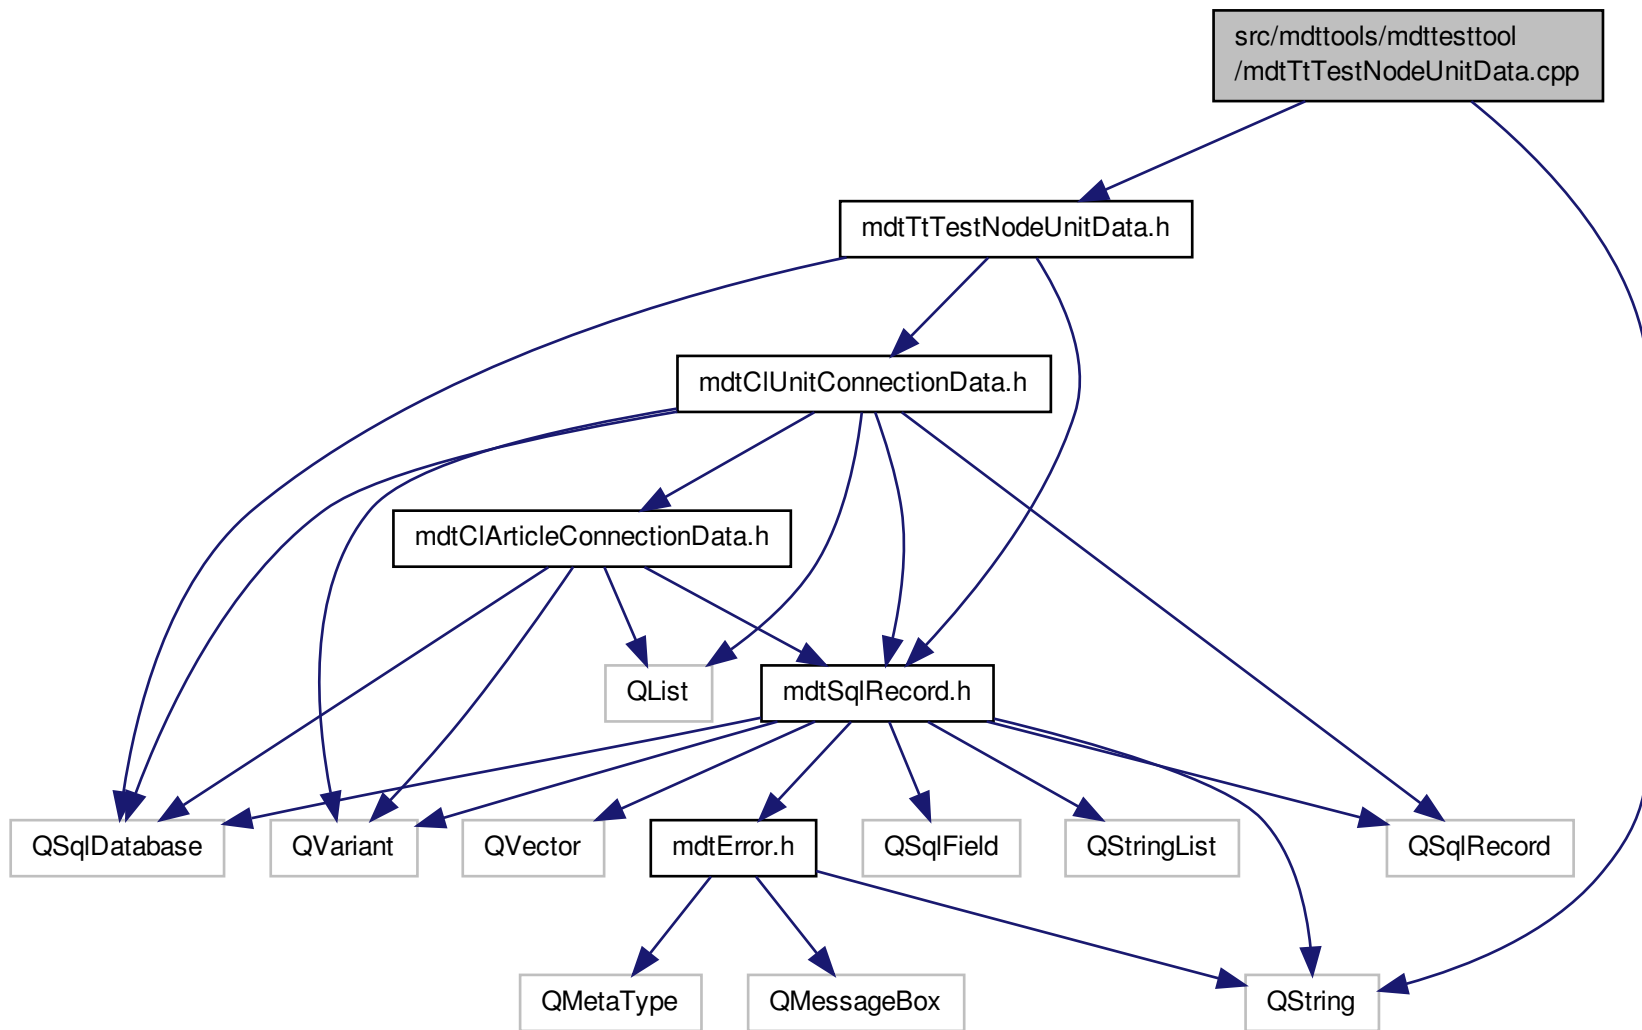 src/mdttools/mdttesttool
/mdtTtTestNodeUnitData.cpp
mdtTtTestNodeUnitData.h
mdtClUnitConnectionData.h
mdtClArticleConnectionData.h
QList
mdtSqlRecord.h
QSqlDatabase
QVariant
QVector
mdtError.h
QSqlField
QStringList
QSqlRecord
QMetaType
QMessageBox
QString